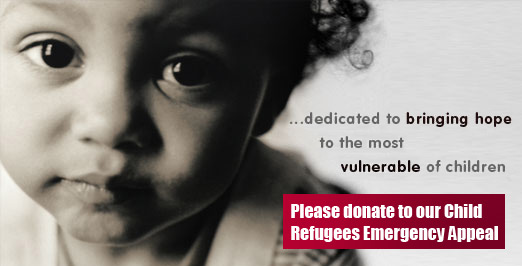 ...dedicated to bringing hope
to the most
vulnerable of children
Please donate to our Child
Refugees Emergency Appeal